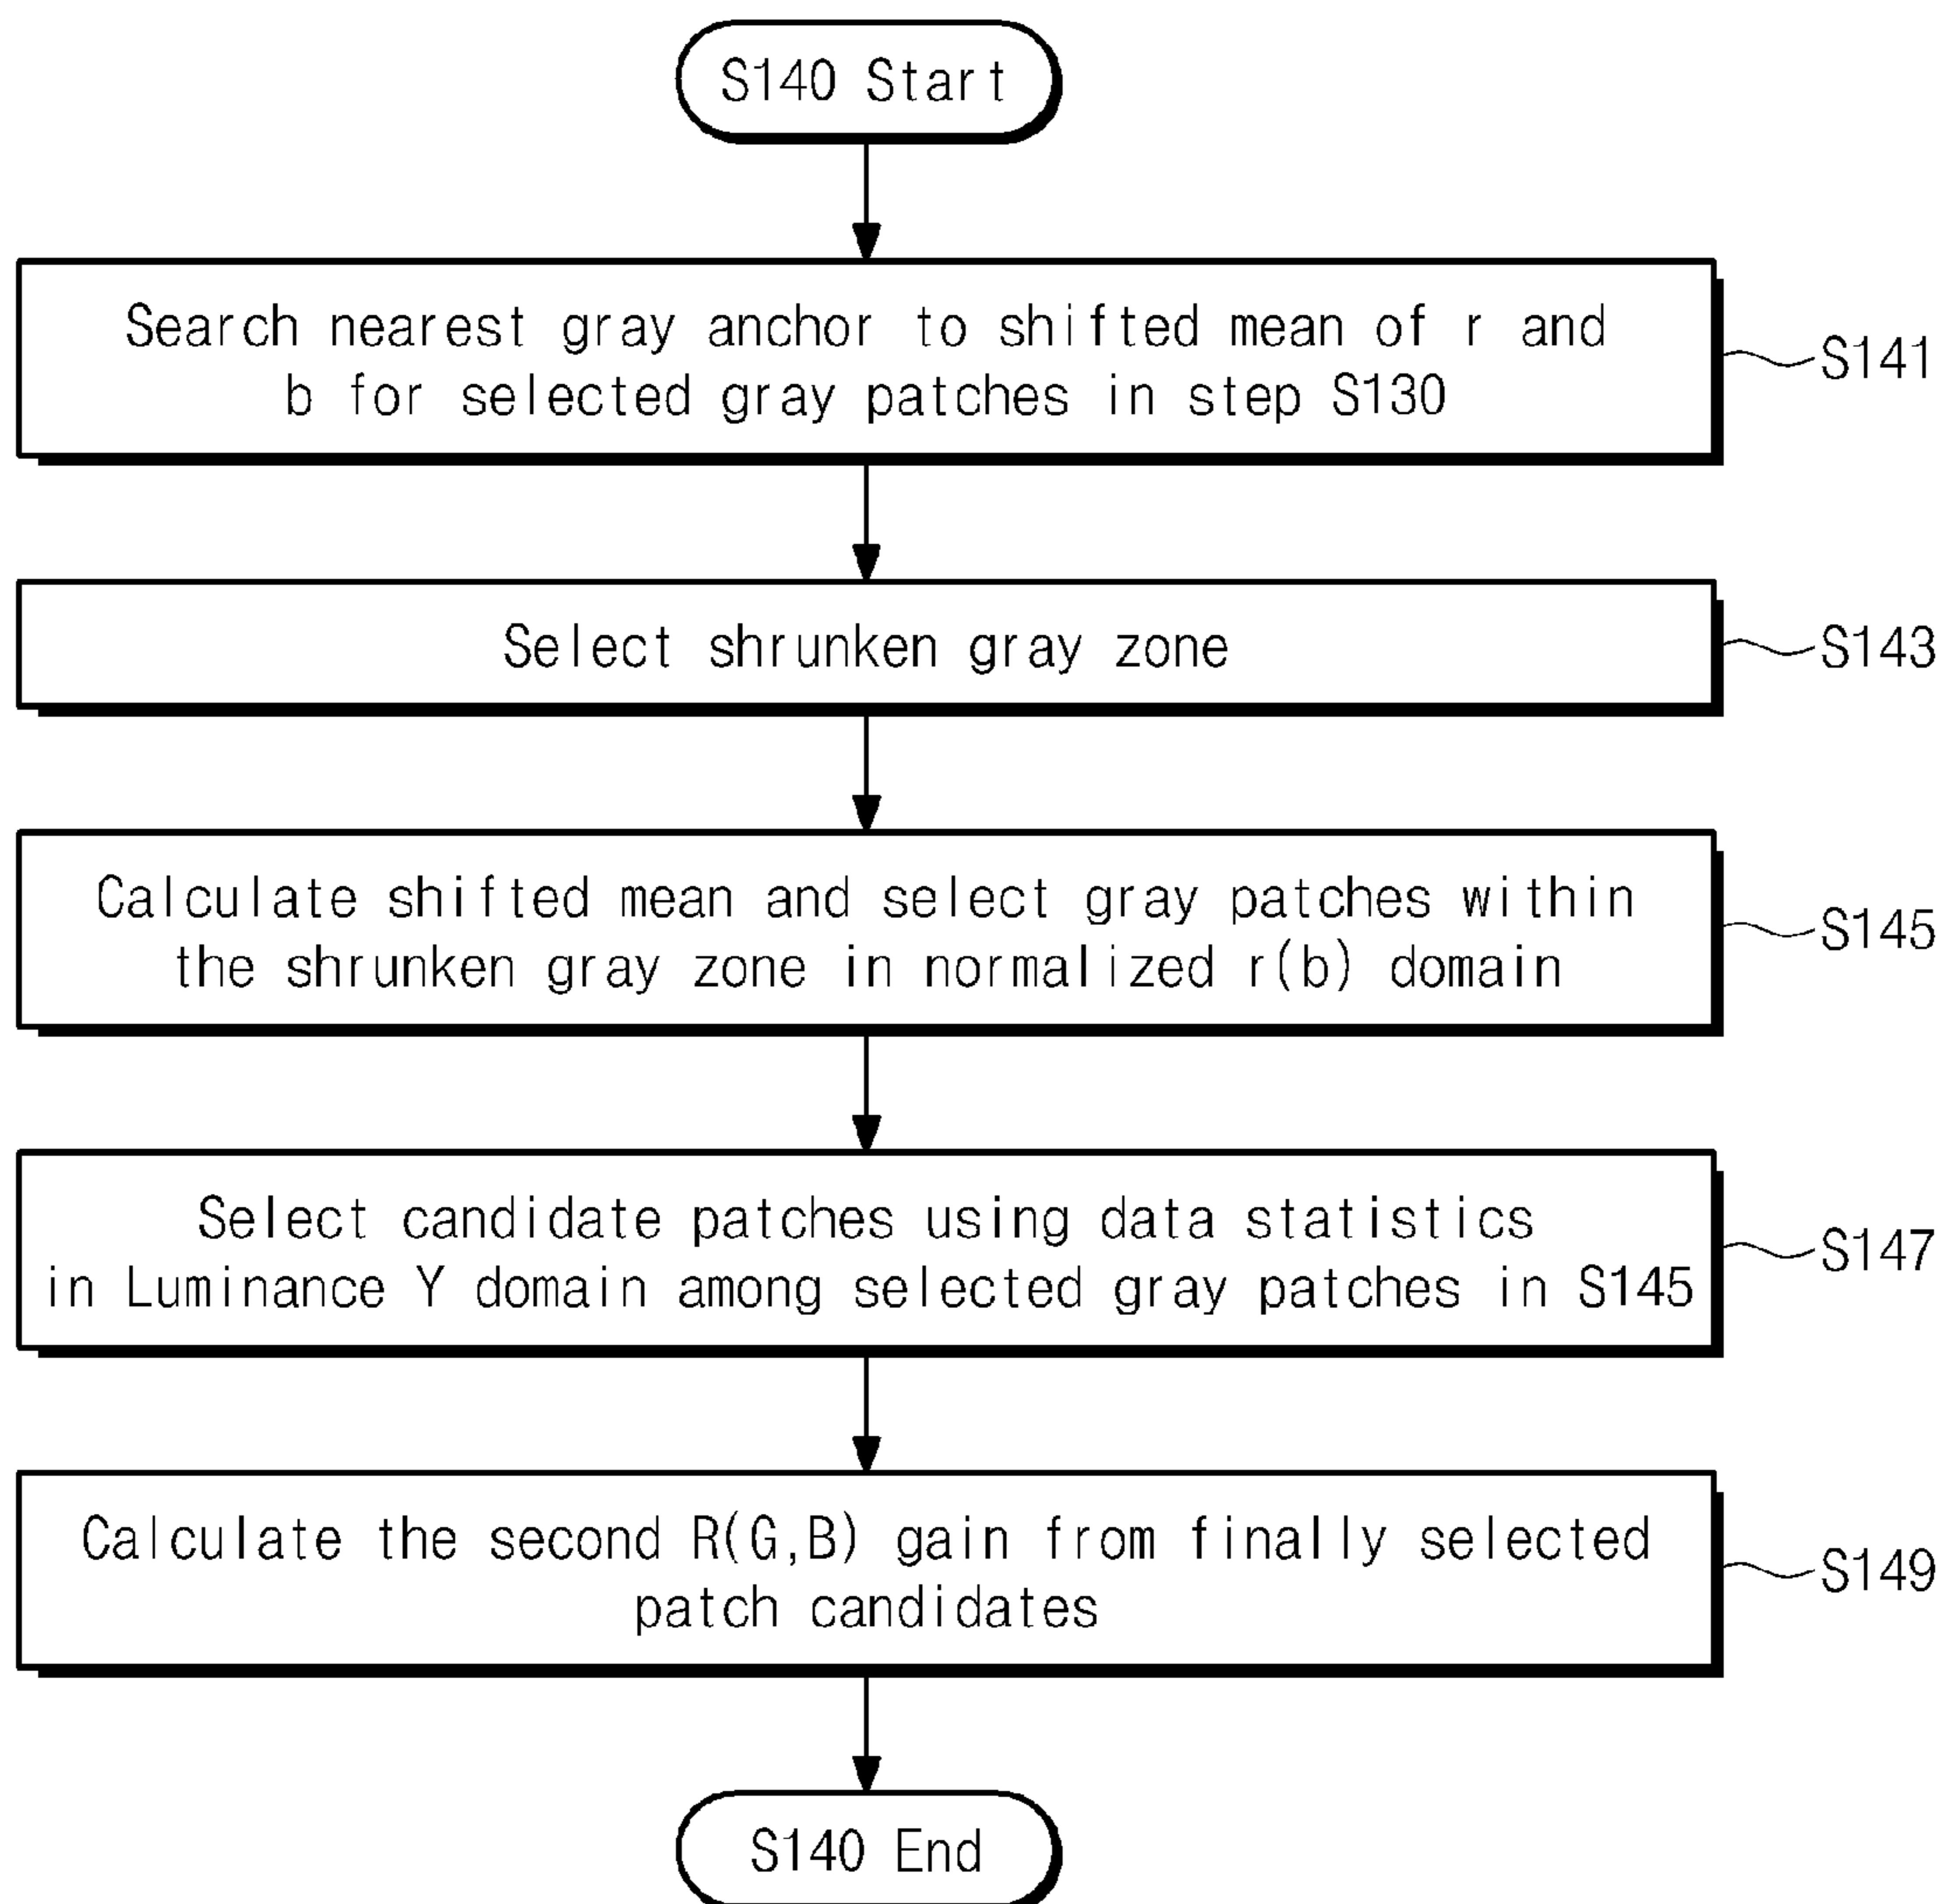 S140 Start
Search nearest gray anchor to shifted mean of r and
b for selected gray patches in step S130
S141
Select shrunken gray zone
S143
Calculate shifted mean and select gray patches within
the shrunken gray zone in normalized r(b) domain
S145
Select candidate patches using data statistics
in Luminance Y domain among selected gray patches in S145
S147
Calculate the second R(G,B) gain from finally selected
patch candidates
S149
S140 End